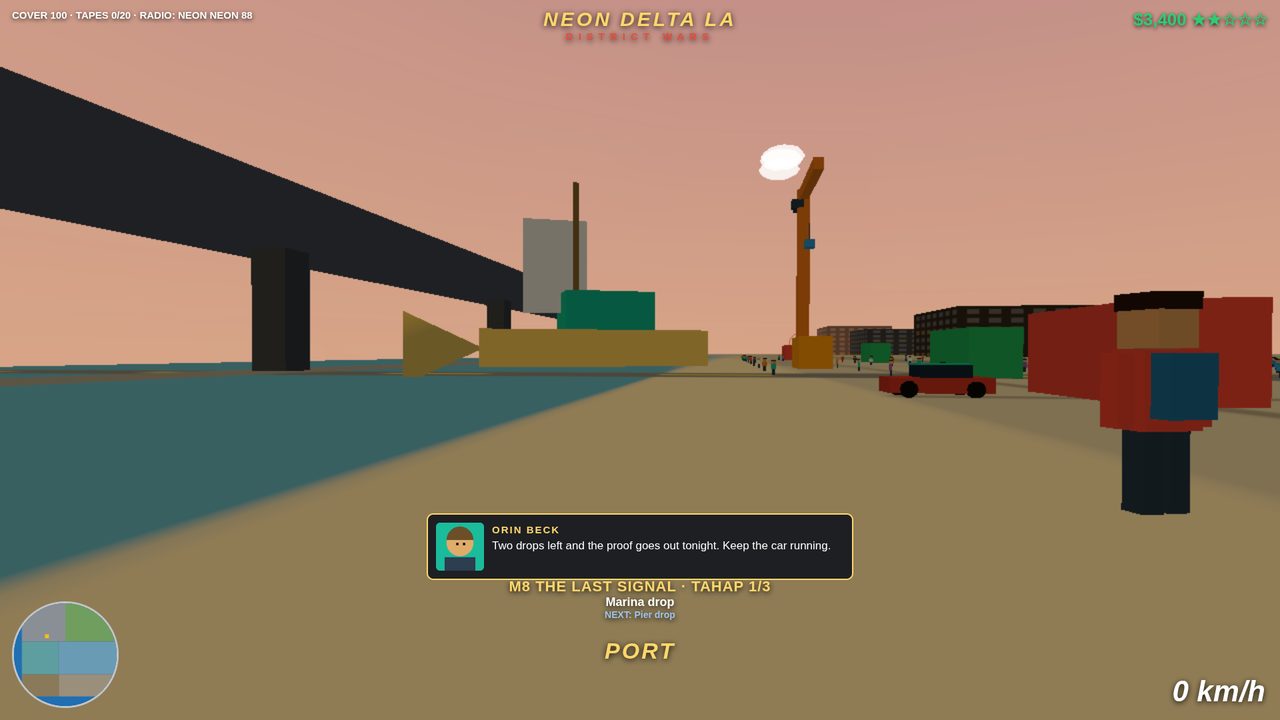 COVER 100 · TAPES 0/20 · RADIO: NEON NEON 88
NEON DELTA LA
DISTRICT WARS
$3,400 ★★☆☆☆
ORIN BECK
Two drops left and the proof goes out tonight. Keep the car running.
M8 THE LAST SIGNAL · TAHAP 1/3
Marina drop
NEXT: Pier drop
PORT
0 km/h